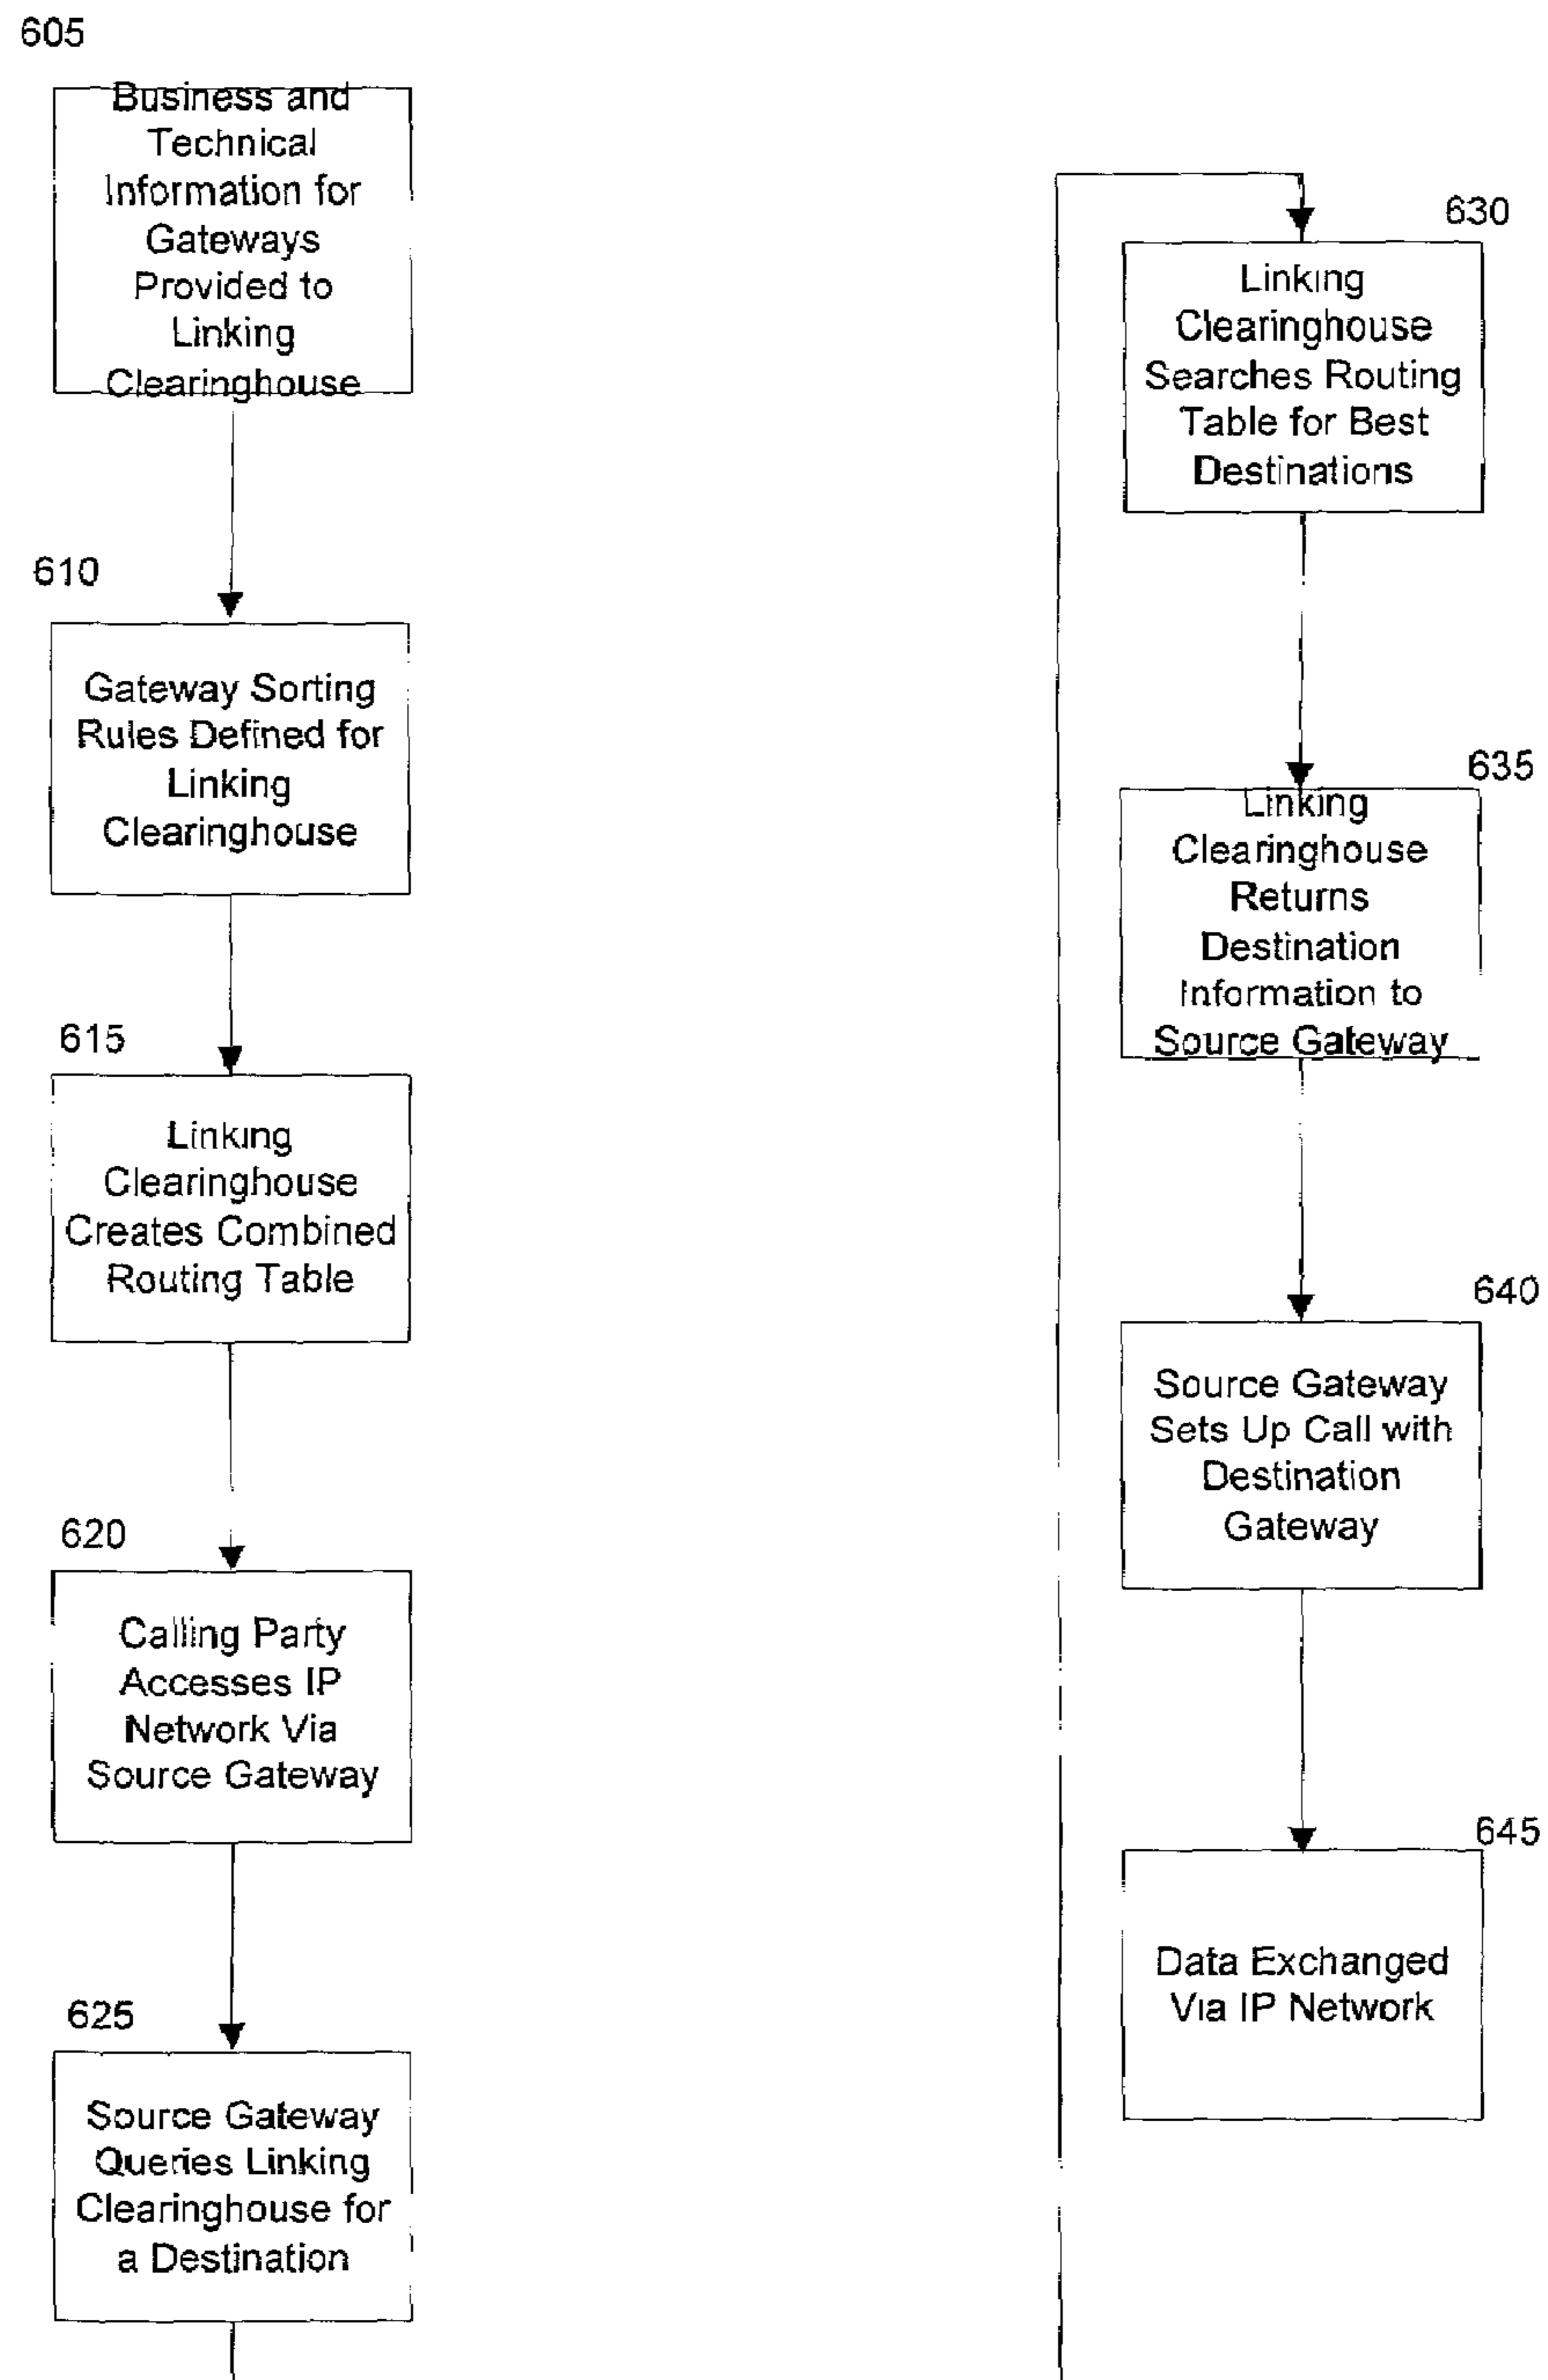 605
Business and
Technical
Information for
Gateways
Provided to
Linking
Clearinghouse
610
Gateway Sorting
Rules Defined for
Linking
Clearinghouse
615
Linking
Clearinghouse
Creates Combined
Routing Table
620
Calling Party
Accesses IP
Network Via
Source Gateway
625
Source Gateway
Queries Linking
Clearinghouse for
a Destination
630
Linking
Clearinghouse
Searches Routing
Table for Best
Destinations
635
Linking
Clearinghouse
Returns
Destination
Information to
Source Gateway
640
Source Gateway
Sets Up Call with
Destination
Gateway
645
Data Exchanged
Via IP Network